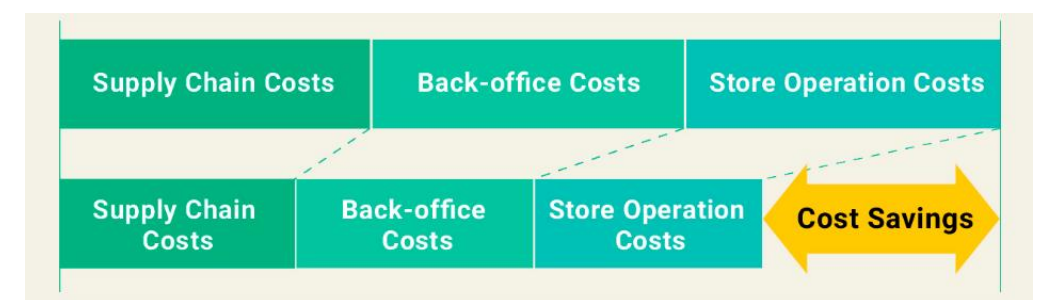 Supply Chain Costs
Back-office Costs
Store Operation Costs
Supply Chain
Costs
Back-office
Costs
Store Operation
Costs
Cost Savings